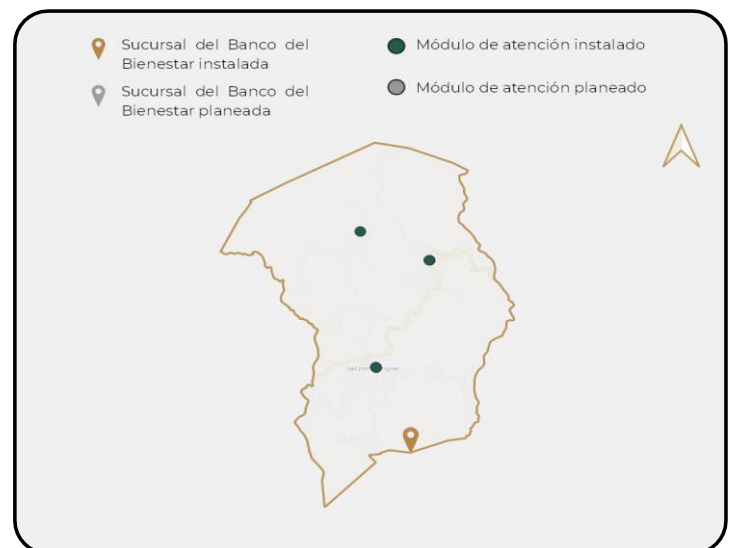 Sucursal del Banco del
Bienestar instalada
Módulo de atención instalado
Sucursal del Banco del
Bienestar planeada
Módulo de atención planeado